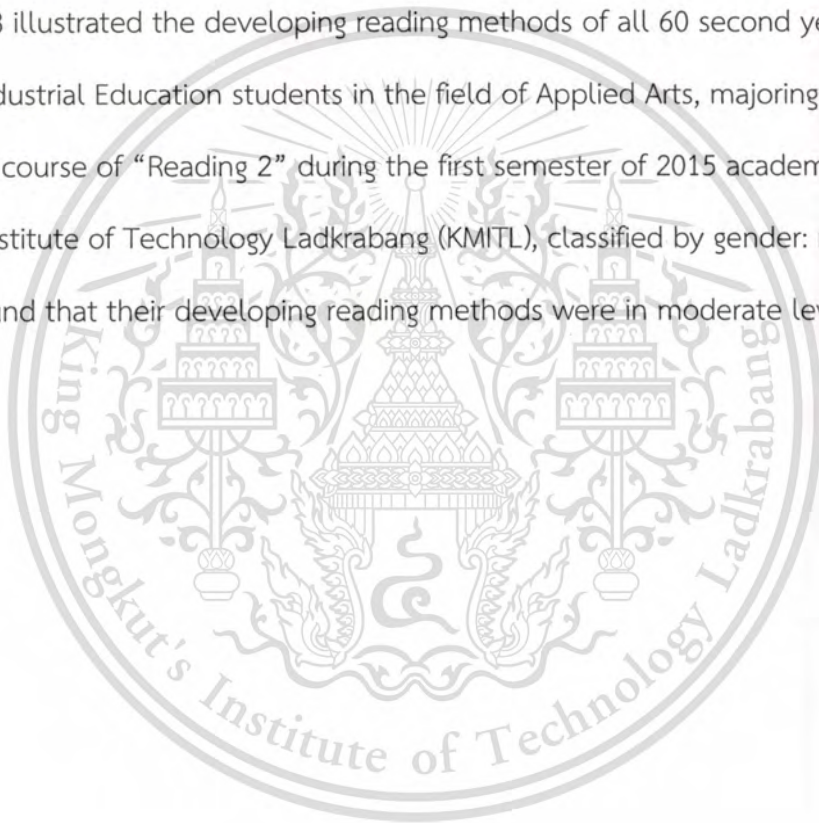 3 illustrated the developing reading methods of all 60 second ye
dustrial Education students in the field of Applied Arts, majoring
course of “Reading 2” during the first semester of 2015 academ
stitute of Technology Ladkrabang (KMITL), classified by gender:
und that their developing reading methods were in moderate lev
King Mongkut's Institute of Technology Ladkrabang